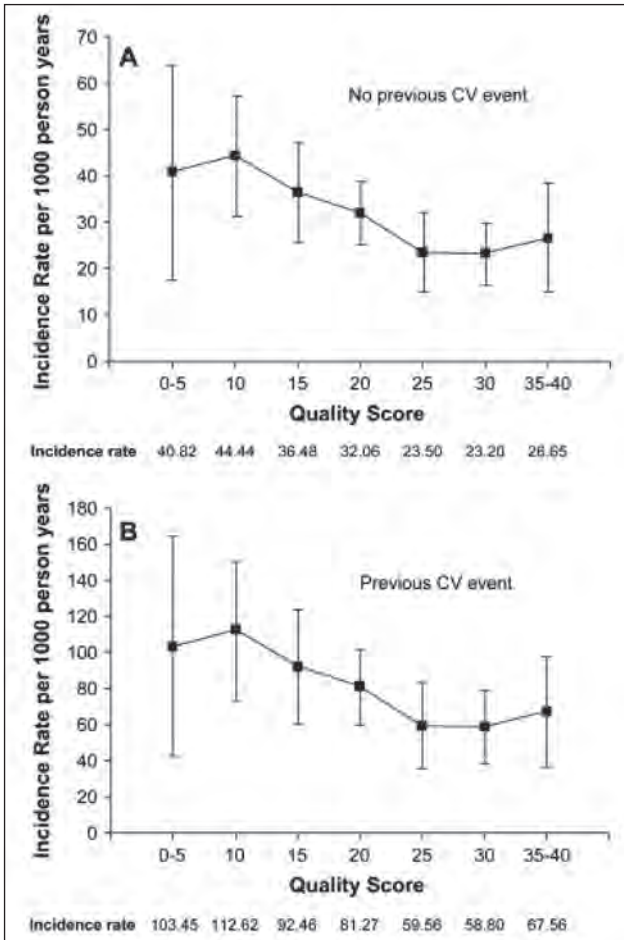 70
A
60
No previous CV event
50
40
30
20
10
0
Incidence Rate per 1000 person years
0-5 10 15 20 25 30 35-40
Quality Score
Incidence rate 40.82 44.44 36.48 32.06 23.50 23.20 26.65
180
B
160
140
Previous CV event
120
100
80
60
40
20
0
Incidence Rate per 1000 person years
0-5 10 15 20 25 30 35-40
Quality Score
Incidence rate 103.45 112.62 92.46 81.27 59.56 58.80 67.56